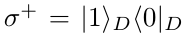 σ⁺ = |1⟩_D⟨0|_D